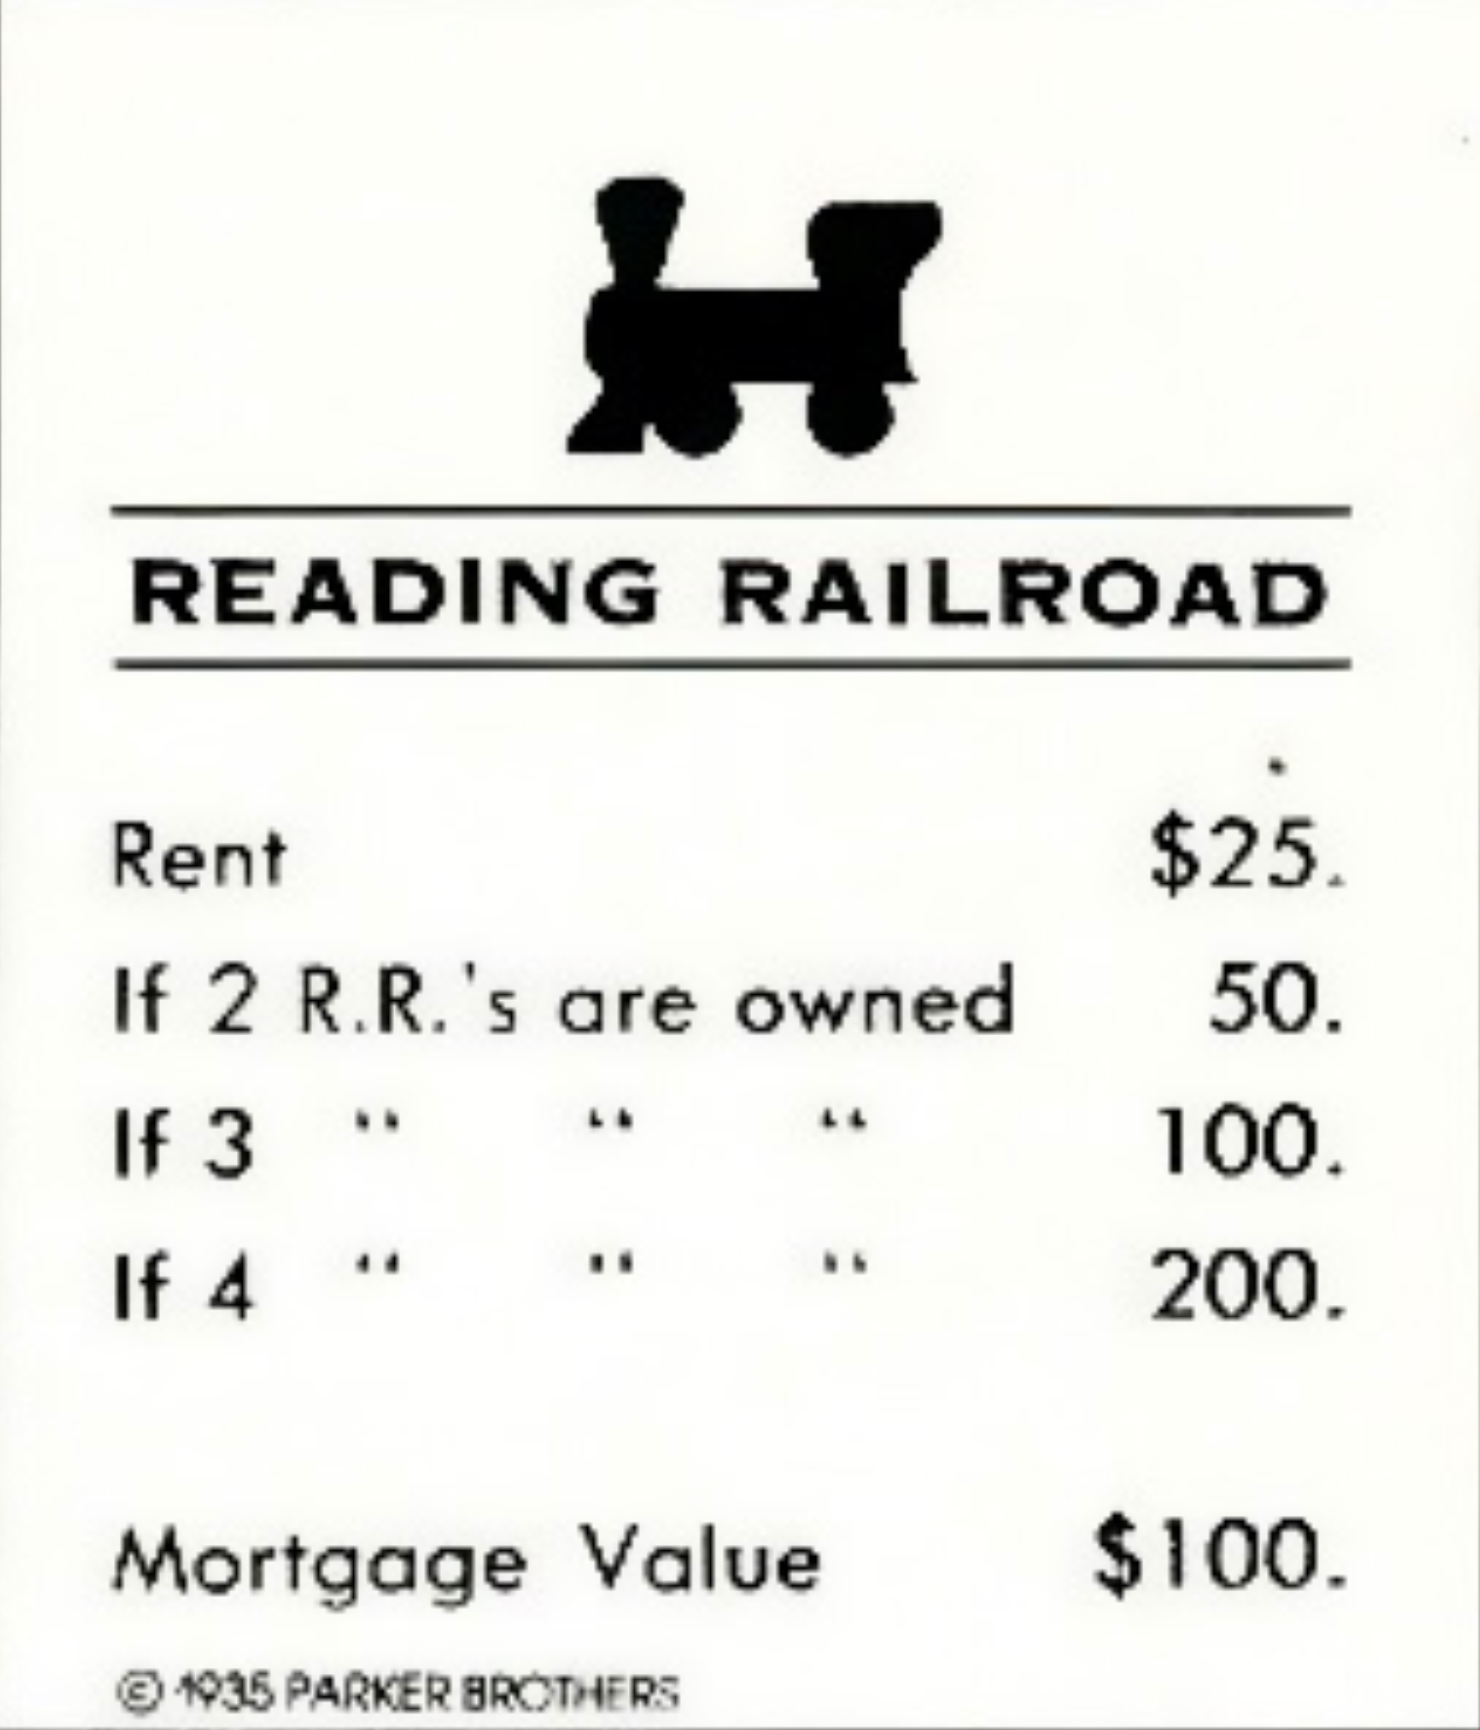 READING RAILROAD
Rent $25.
If 2 R.R.'s are owned 50.
If 3 “ “ “ 100.
If 4 “ “ “ 200.
Mortgage Value $100.
© 1935 PARKER BROTHERS